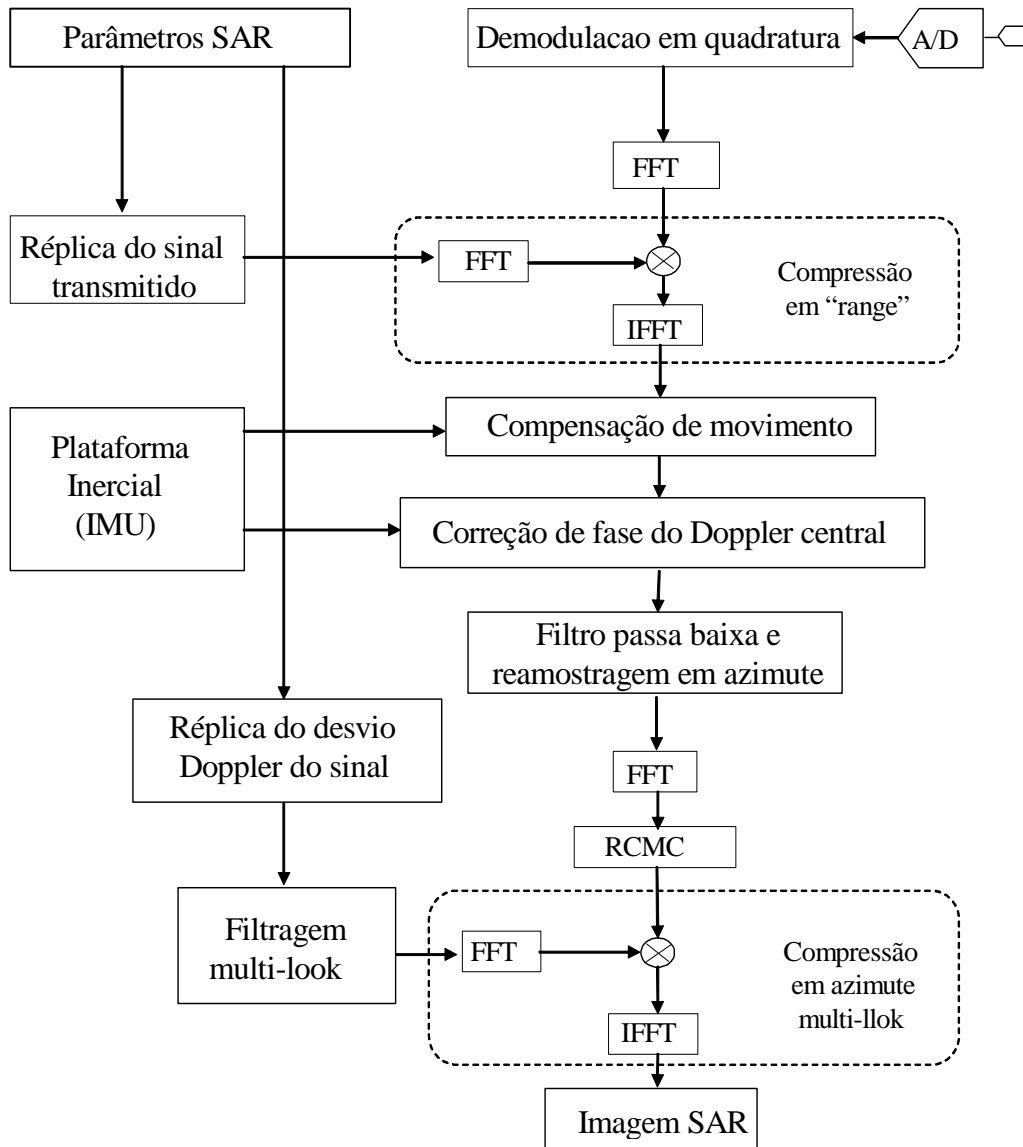 Parâmetros SAR
Demodulacao em quadratura
A/D
FFT
Réplica do sinal
transmitido
FFT
Compressão
em “range”
IFFT
Plataforma
Inercial
(IMU)
Compensação de movimento
Correção de fase do Doppler central
Filtro passa baixa e
reamostragem em azimute
Réplica do desvio
Doppler do sinal
FFT
RCMC
Filtragem
multi-look
FFT
Compressão
em azimute
multi-llok
IFFT
Imagem SAR